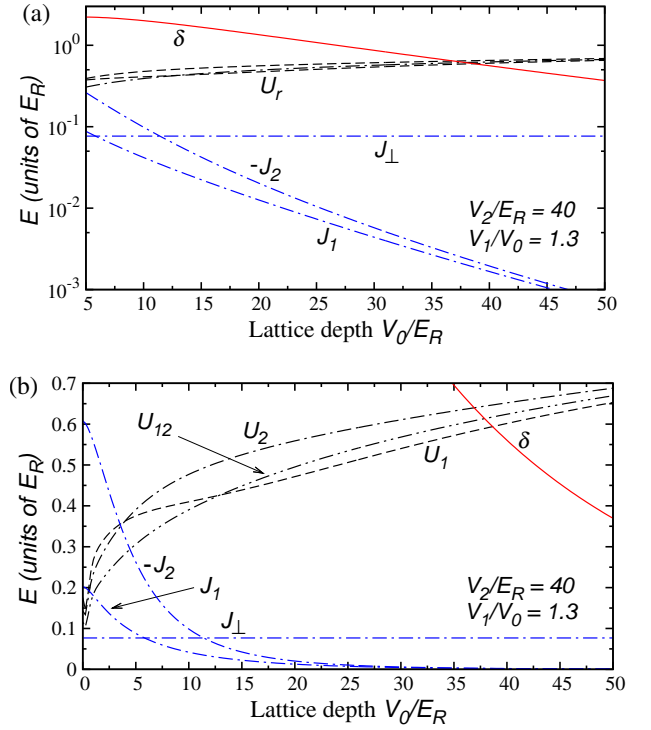 (a)
10^0
δ
U_r
10^-1
J_⊥
-J_2
10^-2
V_2/E_R = 40
J_1
V_1/V_0 = 1.3
10^-3
E (units of E_R)
5 10 15 20 25 30 35 40 45 50
Lattice depth V_0/E_R
(b)
0.7
0.6
U_12
U_2
δ
U_1
0.5
0.4
0.3
-J_2
0.2
J_1
V_2/E_R = 40
J_⊥
V_1/V_0 = 1.3
0.1
0
E (units of E_R)
0 5 10 15 20 25 30 35 40 45 50
Lattice depth V_0/E_R